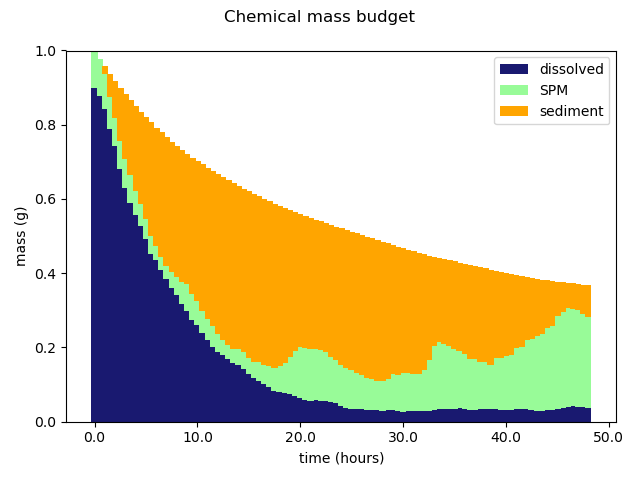 Chemical mass budget
1.0
0.8
0.6
0.4
0.2
0.0
mass (g)
dissolved
SPM
sediment
0.0 10.0 20.0 30.0 40.0 50.0
time (hours)